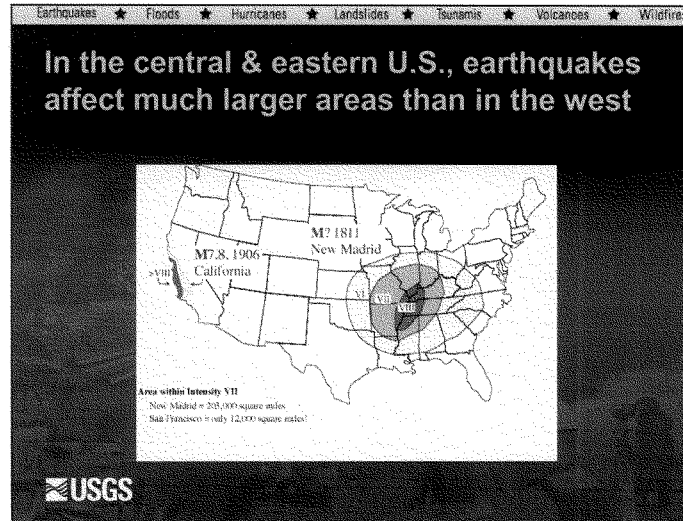 Earthquakes ★ Floods ★ Hurricanes ★ Landslides ★ Tsunamis ★ Volcanoes ★ Wildfires
In the central & eastern U.S., earthquakes
affect much larger areas than in the west
M? 1811
New Madrid
M7.8, 1906
California
>VIII
VI
VII
VIII
Area within Intensity VII
New Madrid = 203,000 square miles
San Francisco = only 12,000 square miles!
USGS